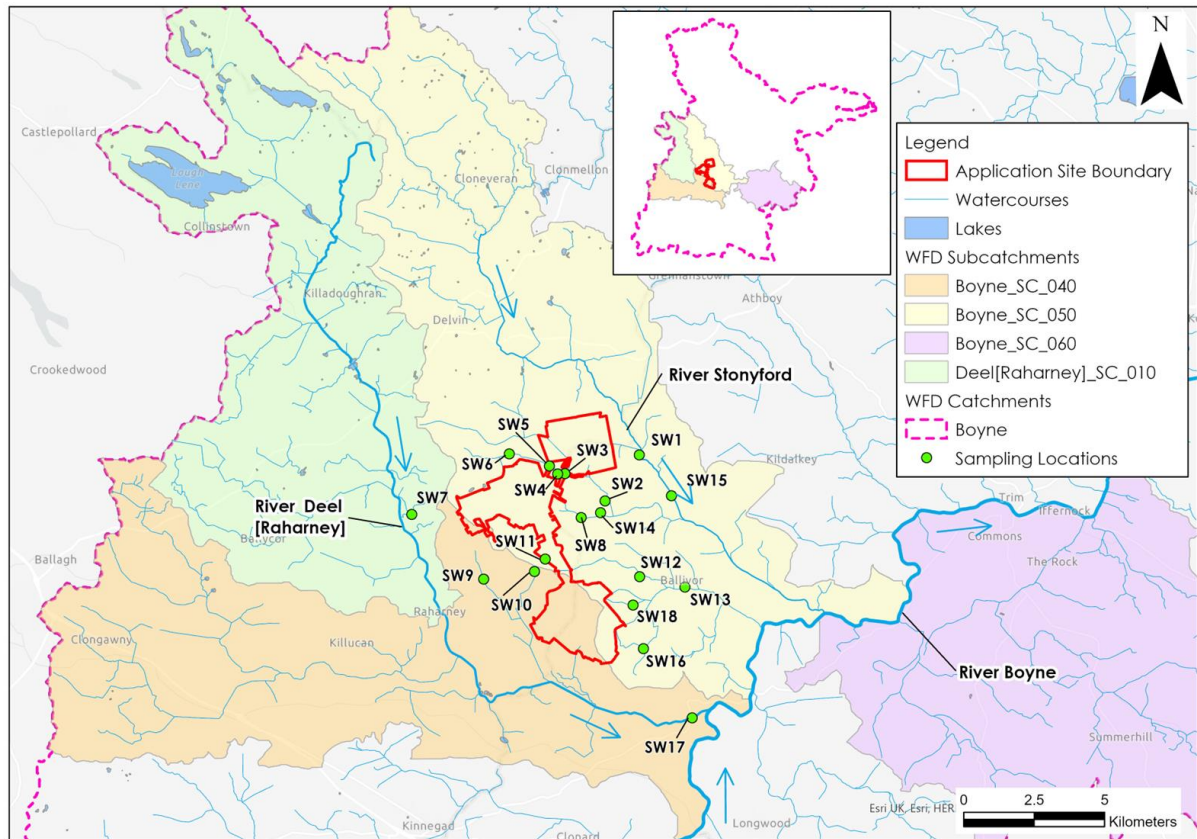 N
Legend
Application Site Boundary
Watercourses
Lakes
WFD Subcatchments
Boyne_SC_040
Boyne_SC_050
Boyne_SC_060
Deel[Raharney]_SC_010
WFD Catchments
Boyne
Sampling Locations
Castlepollard
Lough
Lene
Collinstown
Cloneveran
Clonmellon
Athboy
Killadoughran
Delvin
Crookedwood
River Stonyford
SW5
SW3
SW1
Kildalkey
SW6
SW4
SW2
SW15
River Deel
[Raharney]
SW7
SW14
SW8
Trim
Iffernock
Commons
Ballagh
Ballycor
SW11
The Rock
SW9
SW10
SW12
Ballivor
SW13
Raharney
SW18
Clongawny
Killucan
SW16
River Boyne
SW17
Summerhill
Esri UK, Esri, HER
0 2.5 5
Kilometers
Kinnegad
Clonard
Longwood